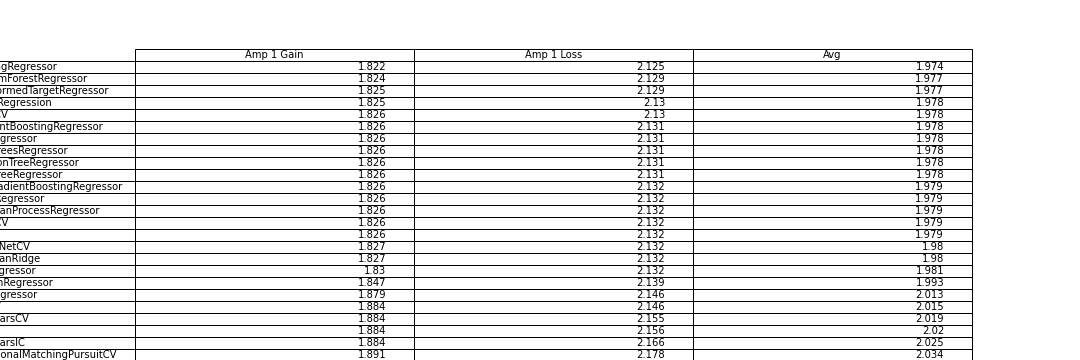 Amp 1 Gain Amp 1 Loss Avg
gRegressor 1.822 2.125 1.974
mForestRegressor 1.824 2.129 1.977
ormedTargetRegressor 1.825 2.129 1.977
Regression 1.825 2.13 1.978
CV 1.826 2.13 1.978
ntBoostingRegressor 1.826 2.131 1.978
gressor 1.826 2.131 1.978
reesRegressor 1.826 2.131 1.978
onTreeRegressor 1.826 2.131 1.978
reeRegressor 1.826 2.131 1.978
adientBoostingRegressor 1.826 2.132 1.979
Regressor 1.826 2.132 1.979
anProcessRegressor 1.826 2.132 1.979
CV 1.826 2.132 1.979
1.826 2.132 1.979
NetCV 1.827 2.132 1.98
anRidge 1.827 2.132 1.98
gressor 1.83 2.132 1.981
nRegressor 1.847 2.139 1.993
gressor 1.879 2.146 2.013
1.884 2.146 2.015
arsCV 1.884 2.155 2.019
1.884 2.156 2.02
arsIC 1.884 2.166 2.025
onalMatchingPursuitCV 1.891 2.178 2.034